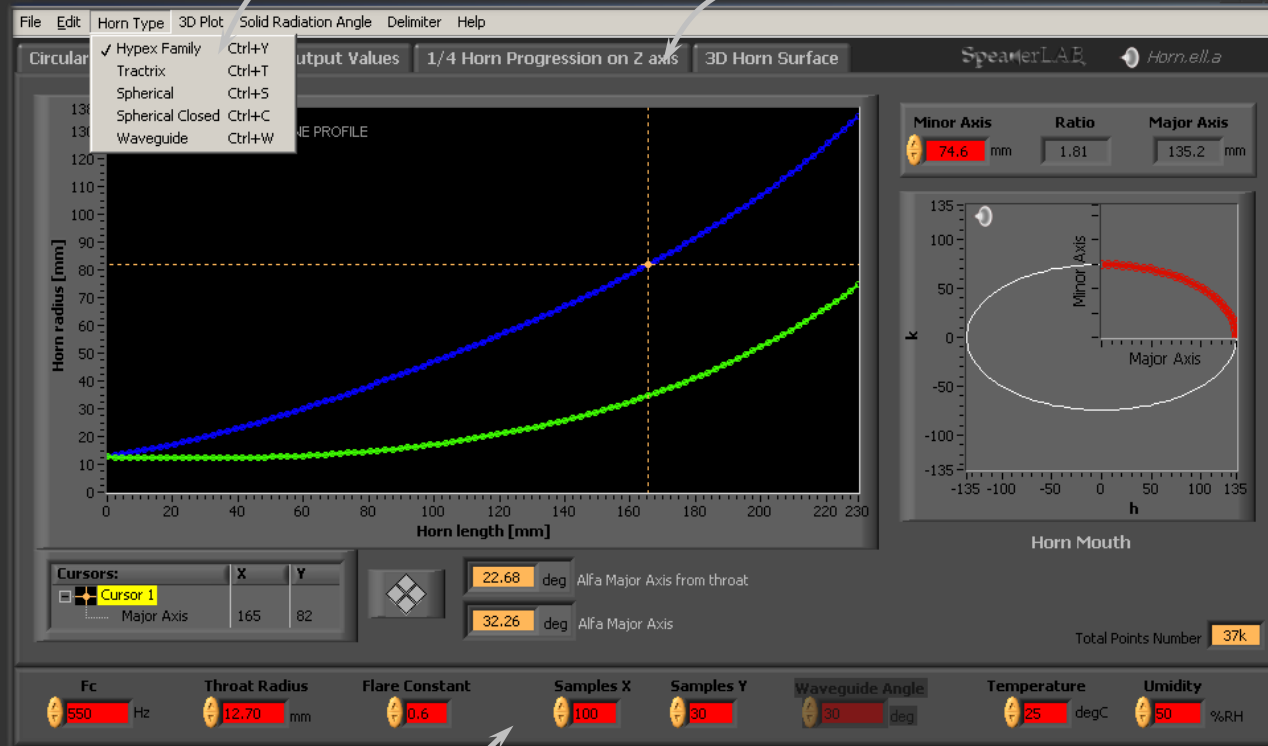 File Edit Horn Type 3D Plot Solid Radiation Angle Delimiter Help
Hypex Family Ctrl+Y
Tractrix Ctrl+T
Spherical Ctrl+S
Spherical Closed Ctrl+C
Waveguide Ctrl+W
Circular
utput Values
1/4 Horn Progression on Z axis
3D Horn Surface
SpeakerLAB
Horn.ell.a
NE PROFILE
Horn radius [mm]
138
130
120
110
100
90
80
70
60
50
40
30
20
10
0
0 20 40 60 80 100 120 140 160 180 200 220 230
Horn length [mm]
Minor Axis Ratio Major Axis
74.6 mm 1.81 135.2 mm
135
100
50
0
-50
-100
-135
k
Minor Axis
Major Axis
-135 -100 -50 0 50 100 135
h
Horn Mouth
Cursors: X Y
Cursor 1
Major Axis 165 82
22.68 deg Alfa Major Axis from throat
32.26 deg Alfa Major Axis
Total Points Number 37k
Fc Throat Radius Flare Constant Samples X Samples Y Waveguide Angle Temperature Umidity
550 Hz 12.70 mm 0.6 100 30 30 deg 25 degC 50 %RH